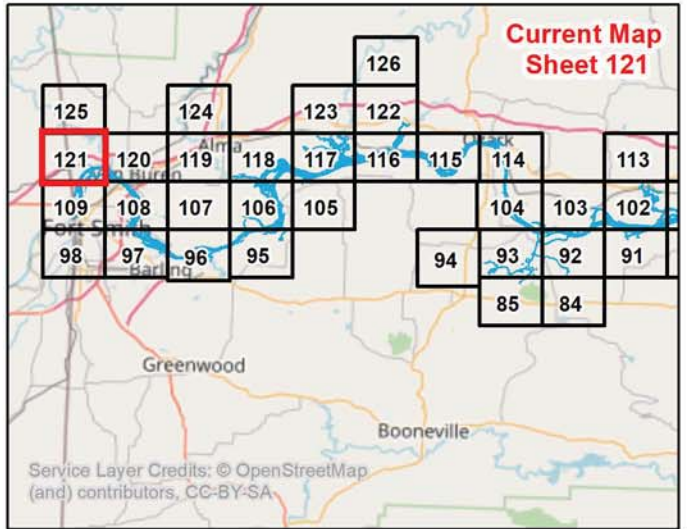 Current Map
Sheet 121
126
125 124 123 122
Alma
121 120 119 118 117 116 115 114 113
109 108 107 106 105 104 103 102
98 97 96 95 94 93 92 91
Barling
85 84
Greenwood
Booneville
Service Layer Credits: © OpenStreetMap
(and) contributors, CC-BY-SA